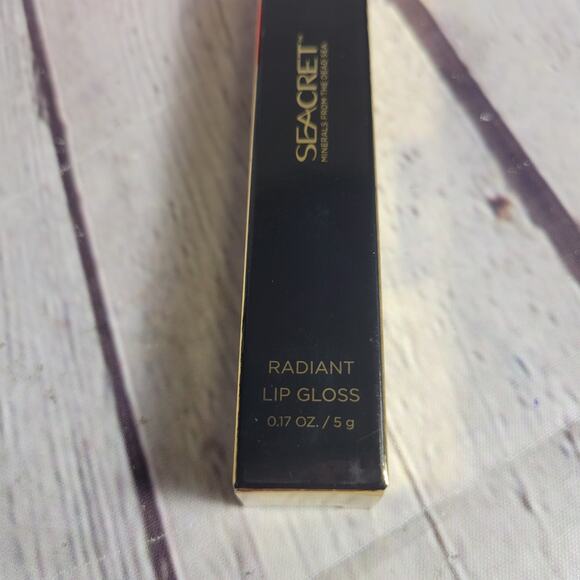 SEACRET™
MINERALS FROM THE DEAD SEA
RADIANT
LIP GLOSS
0.17 OZ. / 5 g